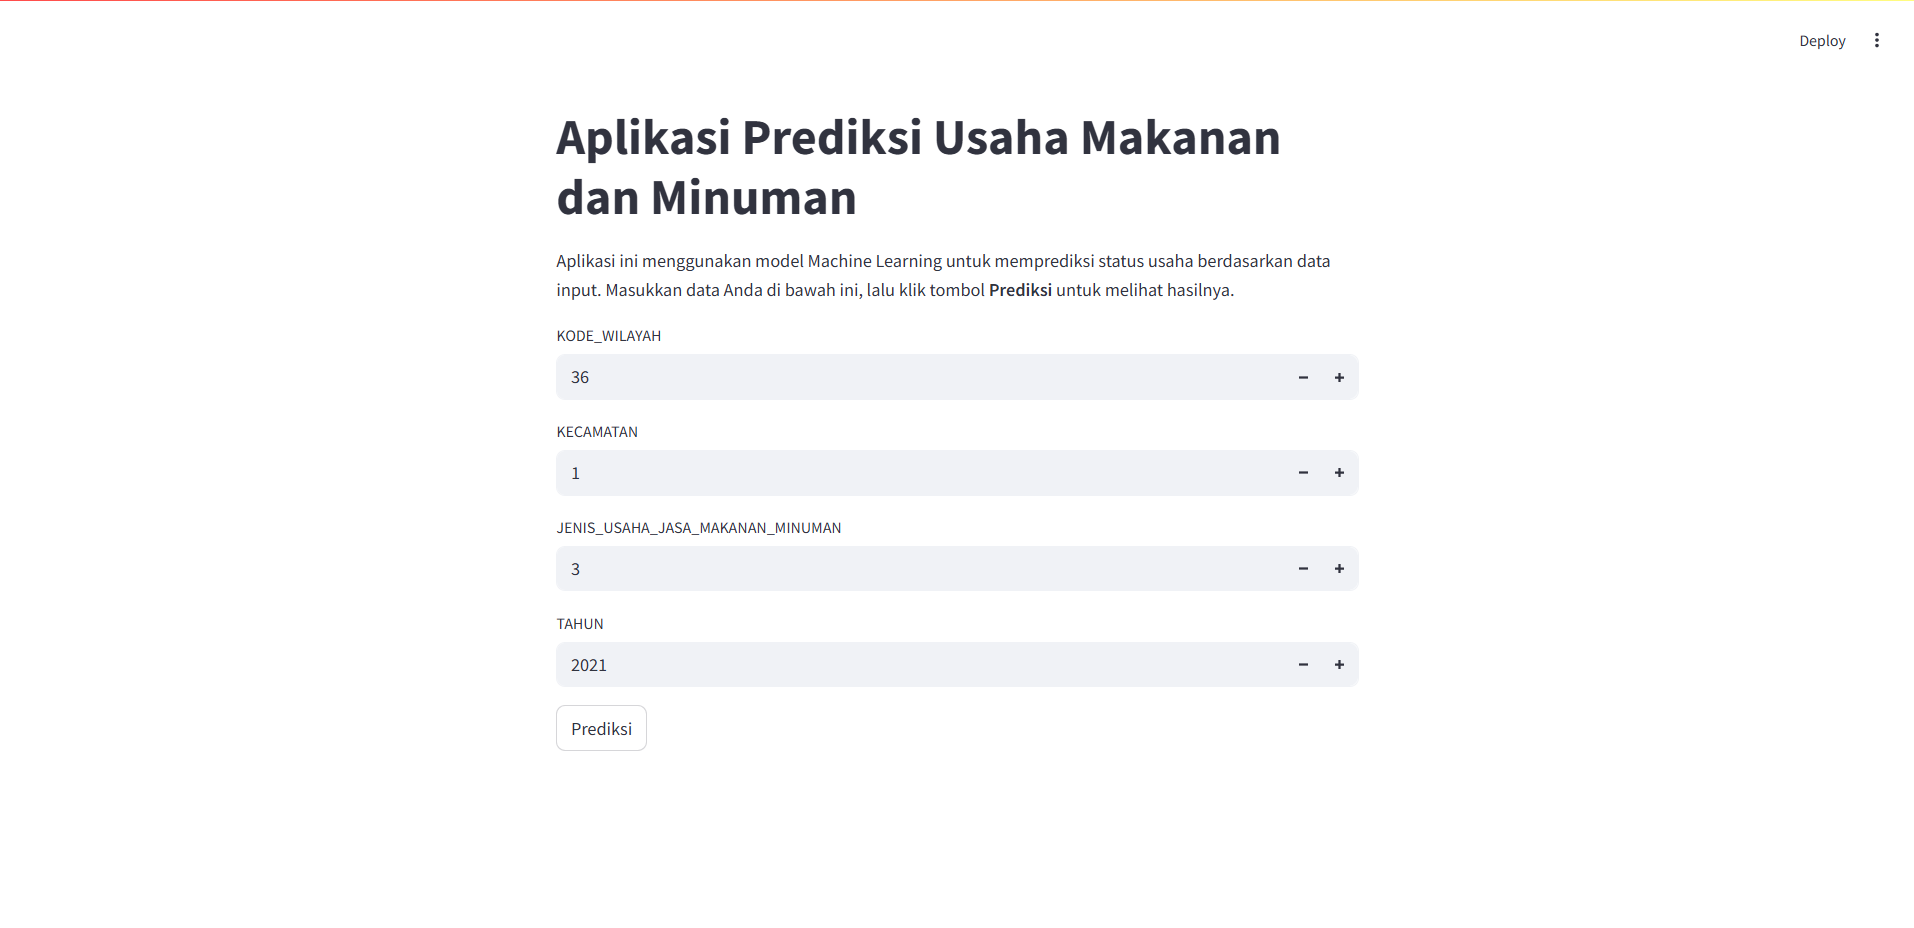 Deploy
Aplikasi Prediksi Usaha Makanan
dan Minuman
Aplikasi ini menggunakan model Machine Learning untuk memprediksi status usaha berdasarkan data
input. Masukkan data Anda di bawah ini, lalu klik tombol Prediksi untuk melihat hasilnya.
KODE_WILAYAH
36
KECAMATAN
1
JENIS_USAHA_JASA_MAKANAN_MINUMAN
3
TAHUN
2021
Prediksi